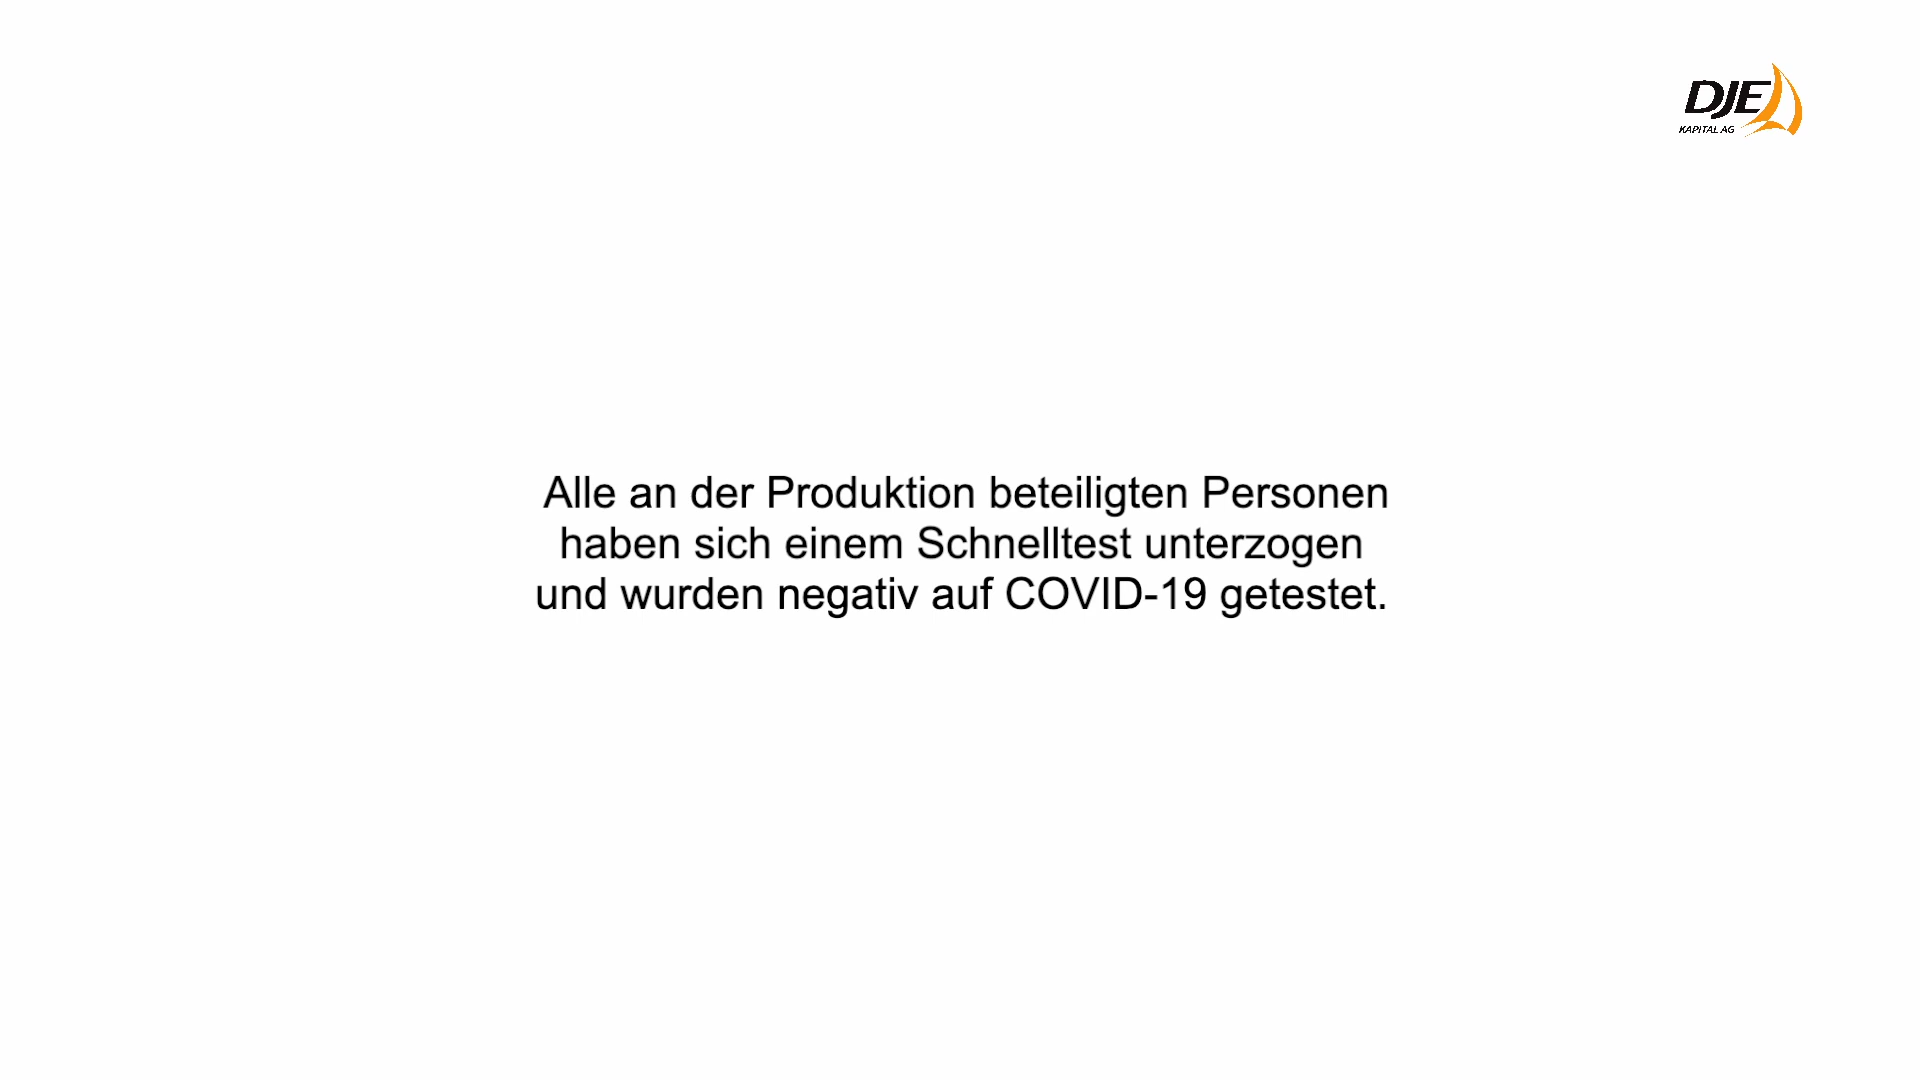 DJE
KAPITAL AG
Alle an der Produktion beteiligten Personen
haben sich einem Schnelltest unterzogen
und wurden negativ auf COVID-19 getestet.